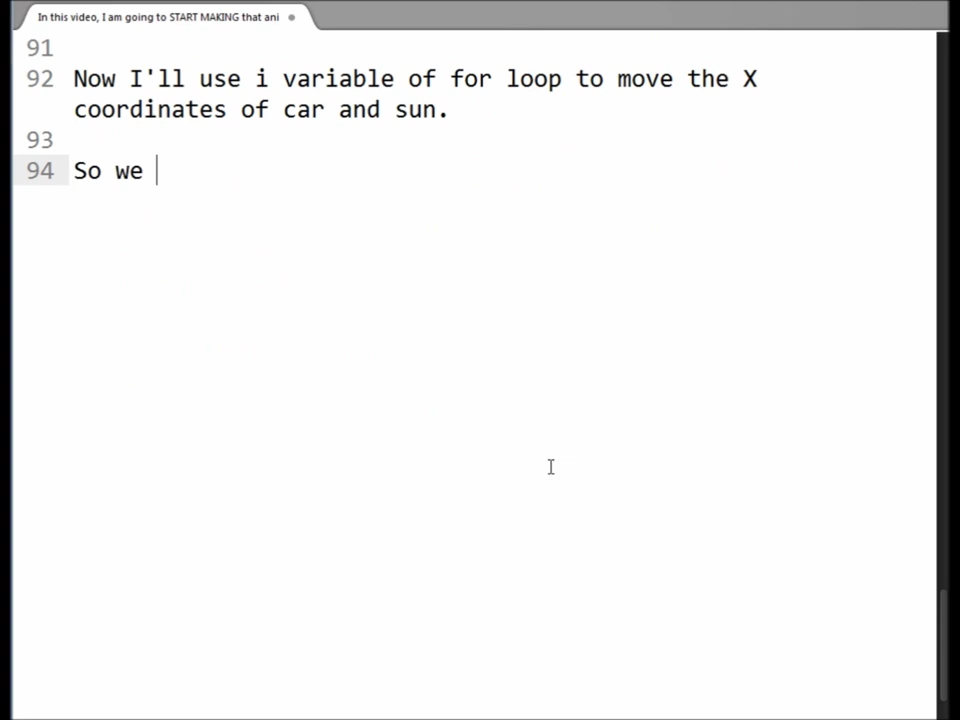 In this video, I am going to START MAKING that ani
91
92 Now I'll use i variable of for loop to move the X
coordinates of car and sun.
93
94 So we